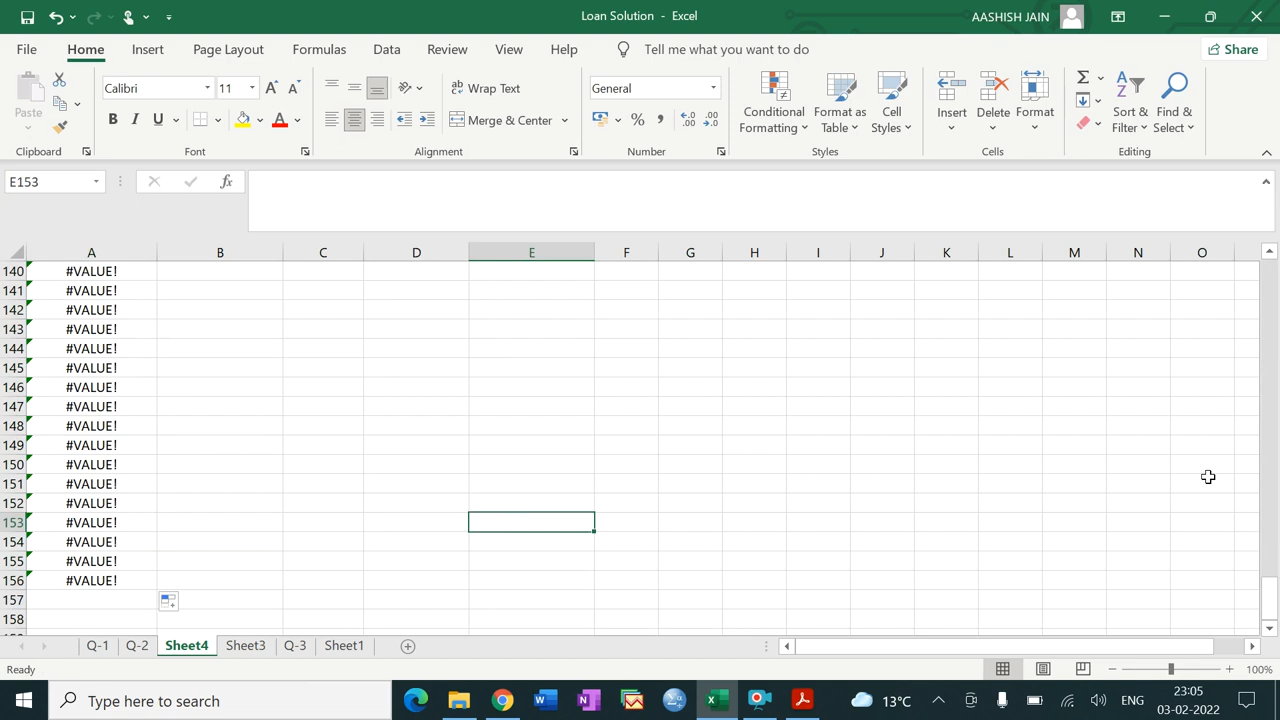 Loan Solution - Excel
AASHISH JAIN
File Home Insert Page Layout Formulas Data Review View Help Tell me what you want to do Share
Paste
Calibri 11
B I U A
Wrap Text
Merge & Center
General
% ,
Conditional Formatting
Format as Table
Cell Styles
Insert
Delete
Format
Sort & Filter
Find & Select
Clipboard Font Alignment Number Styles Cells Editing
E153 fx
A B C D E F G H I J K L M N O
140 #VALUE!
141 #VALUE!
142 #VALUE!
143 #VALUE!
144 #VALUE!
145 #VALUE!
146 #VALUE!
147 #VALUE!
148 #VALUE!
149 #VALUE!
150 #VALUE!
151 #VALUE!
152 #VALUE!
153 #VALUE!
154 #VALUE!
155 #VALUE!
156 #VALUE!
157
158
Q-1 Q-2 Sheet4 Sheet3 Q-3 Sheet1
Ready 100%
Type here to search
13°C ENG
23:05
03-02-2022